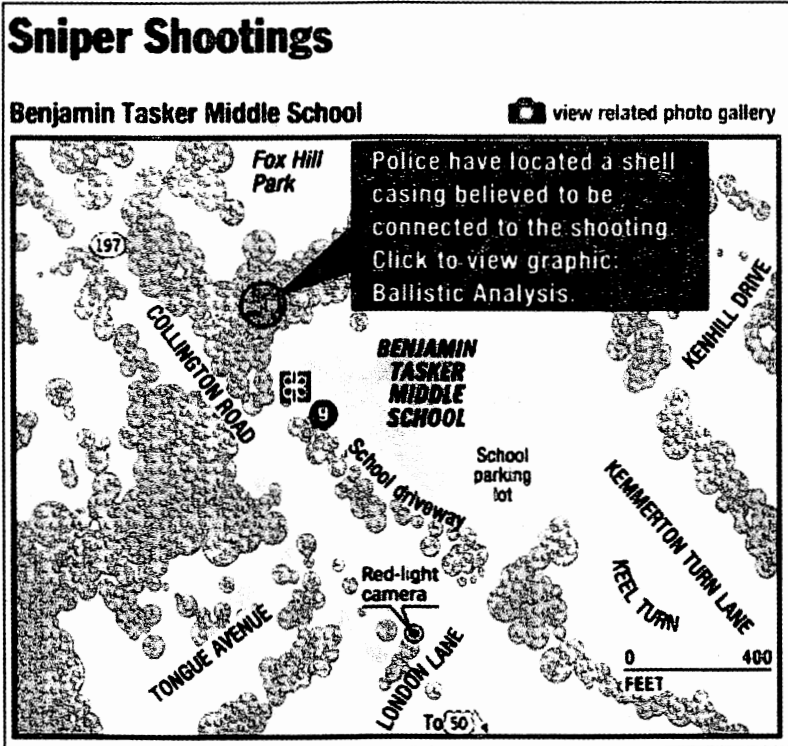 Sniper Shootings
Benjamin Tasker Middle School
view related photo gallery
Fox Hill
Park
Police have located a shell
casing believed to be
connected to the shooting.
Click to view graphic:
Ballistic Analysis.
197
COLLINGTON ROAD
KENHILL DRIVE
BENJAMIN
TASKER
MIDDLE
SCHOOL
9
School driveway
School
parking
lot
KEMMERTON TURN LANE
KEEL TURN
Red-light
camera
TONGUE AVENUE
LONDON LANE
0 400
FEET
To 50